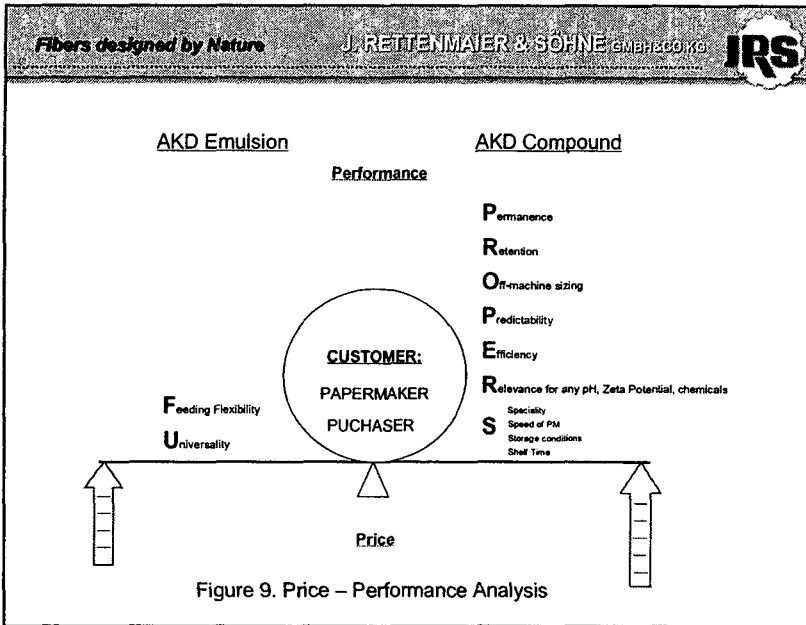 Fibers designed by Nature
J. RETTENMAIER & SÖHNE GMBH&CO KG
JRS
AKD Emulsion
AKD Compound
Performance
Permanence
Retention
Off-machine sizing
Predictability
Efficiency
Relevance for any pH, Zeta Potential, chemicals
S
Speciality
Speed of PM
Storage conditions
Shelf Time
CUSTOMER:
PAPERMAKER
PUCHASER
Feeding Flexibility
Universality
Price
Figure 9. Price – Performance Analysis